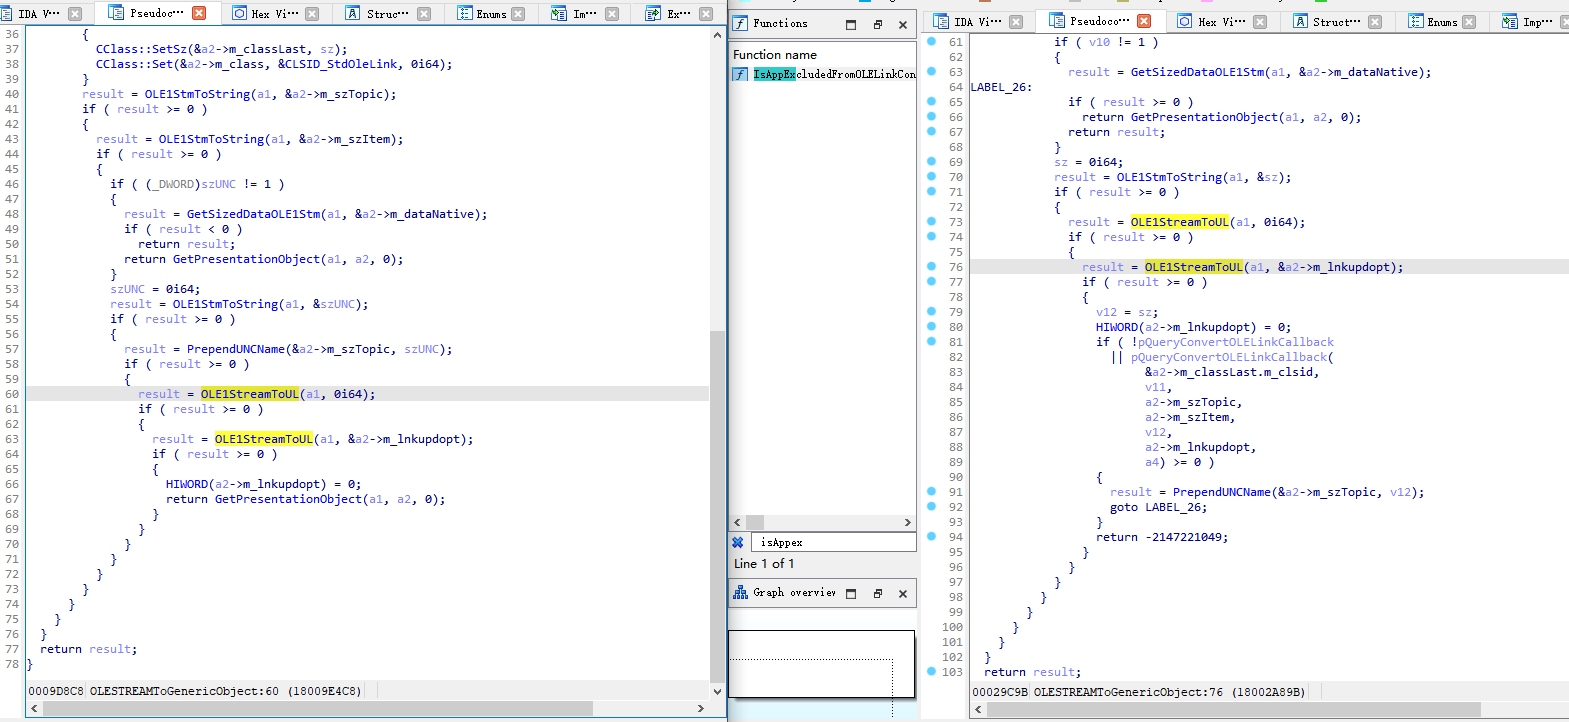 IDA V···
Pseudoc···
Hex Vi···
Struc···
Enums
Im···
Ex···
36 {
37 CClass::SetSz(&a2->m_classLast, sz);
38 CClass::Set(&a2->m_class, &CLSID_StdOleLink, 0i64);
39 }
40 result = OLE1StmToString(a1, &a2->m_szTopic);
41 if ( result >= 0 )
42 {
43 result = OLE1StmToString(a1, &a2->m_szItem);
44 if ( result >= 0 )
45 {
46 if ( (_DWORD)szUNC != 1 )
47 {
48 result = GetSizedDataOLE1Stm(a1, &a2->m_dataNative);
49 if ( result < 0 )
50 return result;
51 return GetPresentationObject(a1, a2, 0);
52 }
53 szUNC = 0i64;
54 result = OLE1StmToString(a1, &szUNC);
55 if ( result >= 0 )
56 {
57 result = PrependUNCName(&a2->m_szTopic, szUNC);
58 if ( result >= 0 )
59 {
60 result = OLE1StreamToUL(a1, 0i64);
61 if ( result >= 0 )
62 {
63 result = OLE1StreamToUL(a1, &a2->m_lnkupdopt);
64 if ( result >= 0 )
65 {
66 HIWORD(a2->m_lnkupdopt) = 0;
67 return GetPresentationObject(a1, a2, 0);
68 }
69 }
70 }
71 }
72 }
73 }
74 }
75 }
76 }
77 return result;
78 }
0009D8C8 OLESTREAMToGenericObject:60 (18009E4C8)
Functions
Function name
IsAppExcludedFromOLELinkCon
isAppex
Line 1 of 1
Graph overview
IDA Vi···
Pseudoco···
Hex Vi···
Struct···
Enums
Imp···
61 if ( v10 != 1 )
62 {
63 result = GetSizedDataOLE1Stm(a1, &a2->m_dataNative);
64 LABEL_26:
65 if ( result >= 0 )
66 return GetPresentationObject(a1, a2, 0);
67 return result;
68 }
69 sz = 0i64;
70 result = OLE1StmToString(a1, &sz);
71 if ( result >= 0 )
72 {
73 result = OLE1StreamToUL(a1, 0i64);
74 if ( result >= 0 )
75 {
76 result = OLE1StreamToUL(a1, &a2->m_lnkupdopt);
77 if ( result >= 0 )
78 {
79 v12 = sz;
80 HIWORD(a2->m_lnkupdopt) = 0;
81 if ( !pQueryConvertOLELinkCallback
82 || pQueryConvertOLELinkCallback(
83 &a2->m_classLast.m_clsid,
84 v11,
85 a2->m_szTopic,
86 a2->m_szItem,
87 v12,
88 a2->m_lnkupdopt,
89 a4) >= 0 )
90 {
91 result = PrependUNCName(&a2->m_szTopic, v12);
92 goto LABEL_26;
93 }
94 return -2147221049;
95 }
96 }
97 }
98 }
99 }
100 }
101 }
102 }
103 return result;
00029C9B OLESTREAMToGenericObject:76 (18002A89B)